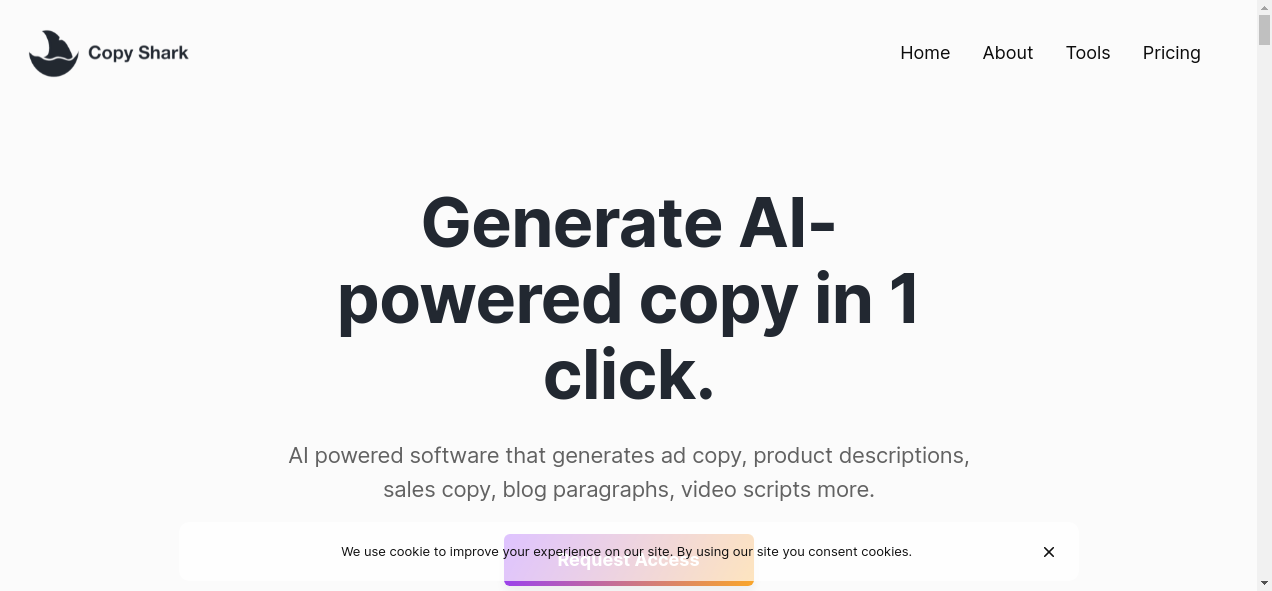 Copy Shark
Home About Tools Pricing
Generate AI-
powered copy in 1
click.
AI powered software that generates ad copy, product descriptions,
sales copy, blog paragraphs, video scripts more.
We use cookie to improve your experience on our site. By using our site you consent cookies.
Request Access